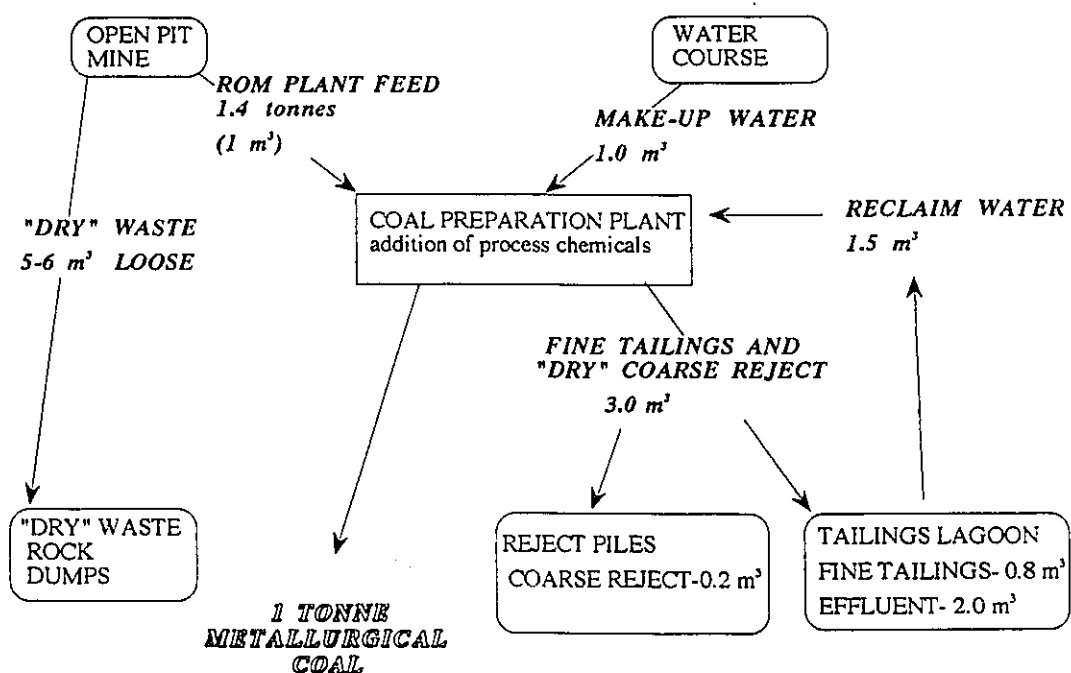 OPEN PIT
MINE
WATER
COURSE
ROM PLANT FEED
1.4 tonnes
(1 m³)
MAKE-UP WATER
1.0 m³
"DRY" WASTE
5-6 m³ LOOSE
COAL PREPARATION PLANT
addition of process chemicals
RECLAIM WATER
1.5 m³
FINE TAILINGS AND
"DRY" COARSE REJECT
3.0 m³
"DRY" WASTE
ROCK
DUMPS
1 TONNE
METALLURGICAL
COAL
REJECT PILES
COARSE REJECT-0.2 m³
TAILINGS LAGOON
FINE TAILINGS- 0.8 m³
EFFLUENT- 2.0 m³